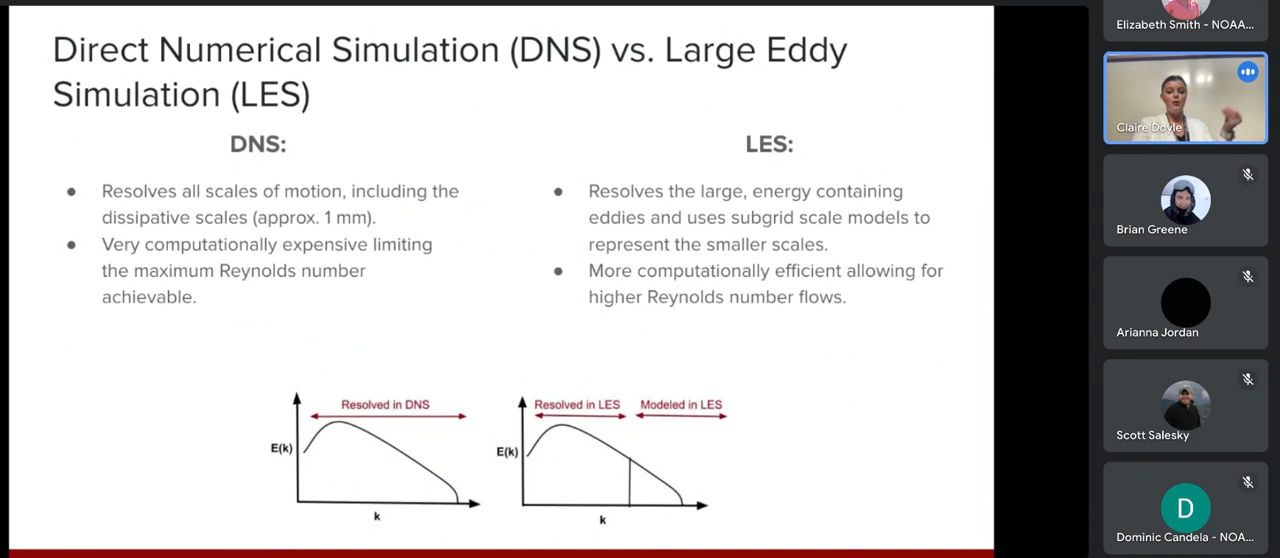 Direct Numerical Simulation (DNS) vs. Large Eddy
Simulation (LES)
DNS:
Resolves all scales of motion, including the
dissipative scales (approx. 1 mm).
Very computationally expensive limiting
the maximum Reynolds number
achievable.
LES:
Resolves the large, energy containing
eddies and uses subgrid scale models to
represent the smaller scales.
More computationally efficient allowing for
higher Reynolds number flows.
Resolved in DNS
E(k)
k
Resolved in LES
Modeled in LES
E(k)
k
Elizabeth Smith - NOAA...
Claire Doyle
Brian Greene
Arianna Jordan
Scott Salesky
D
Dominic Candela - NOA...